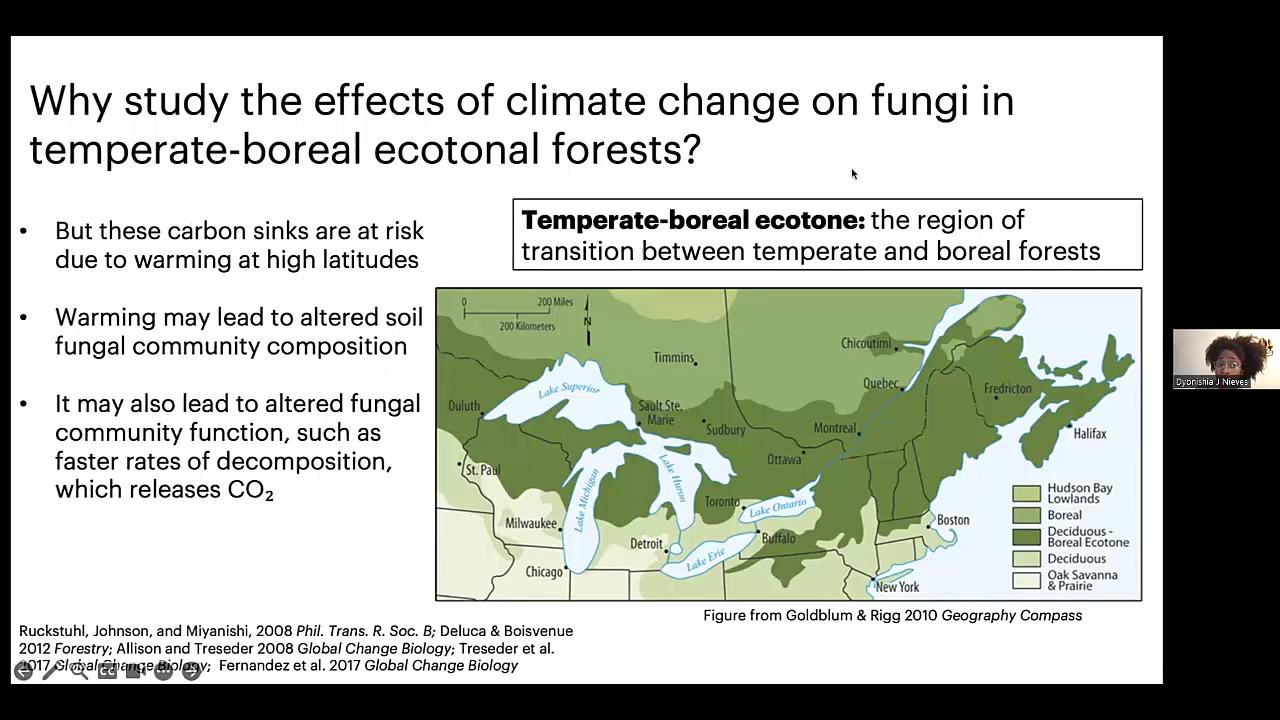 Why study the effects of climate change on fungi in
temperate-boreal ecotonal forests?
• But these carbon sinks are at risk
due to warming at high latitudes
• Warming may lead to altered soil
fungal community composition
• It may also lead to altered fungal
community function, such as
faster rates of decomposition,
which releases CO₂
Temperate-boreal ecotone: the region of
transition between temperate and boreal forests
0 200 Miles
200 Kilometers
N
Timmins
Chicoutimi
Quebec
Fredricton
Lake Superior
Duluth
Sault Ste.
Marie
Sudbury
Montreal
Halifax
Ottawa
St. Paul
Lake Michigan
Lake Huron
Toronto
Lake Ontario
Milwaukee
Buffalo
Boston
Detroit
Lake Erie
Chicago
New York
Hudson Bay
Lowlands
Boreal
Deciduous -
Boreal Ecotone
Deciduous
Oak Savanna
& Prairie
Figure from Goldblum & Rigg 2010 Geography Compass
Ruckstuhl, Johnson, and Miyanishi, 2008 Phil. Trans. R. Soc. B; Deluca & Boisvenue
2012 Forestry; Allison and Treseder 2008 Global Change Biology; Treseder et al.
2017 Global Change Biology; Fernandez et al. 2017 Global Change Biology
CC
Dyonishia J Nieves